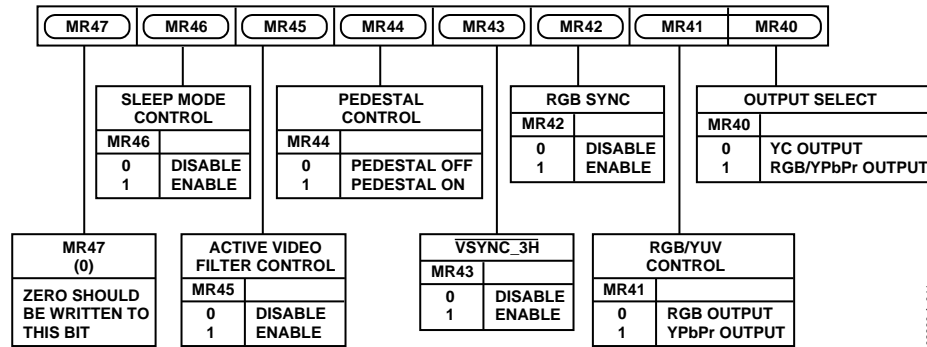 MR47 MR46 MR45 MR44 MR43 MR42 MR41 MR40
SLEEP MODE
CONTROL
MR46
0 DISABLE
1 ENABLE
PEDESTAL
CONTROL
MR44
0 PEDESTAL OFF
1 PEDESTAL ON
RGB SYNC
MR42
0 DISABLE
1 ENABLE
OUTPUT SELECT
MR40
0 YC OUTPUT
1 RGB/YPbPr OUTPUT
MR47
(0)
ZERO SHOULD
BE WRITTEN TO
THIS BIT
ACTIVE VIDEO
FILTER CONTROL
MR45
0 DISABLE
1 ENABLE
VSYNC_3H
MR43
0 DISABLE
1 ENABLE
RGB/YUV
CONTROL
MR41
0 RGB OUTPUT
1 YPbPr OUTPUT